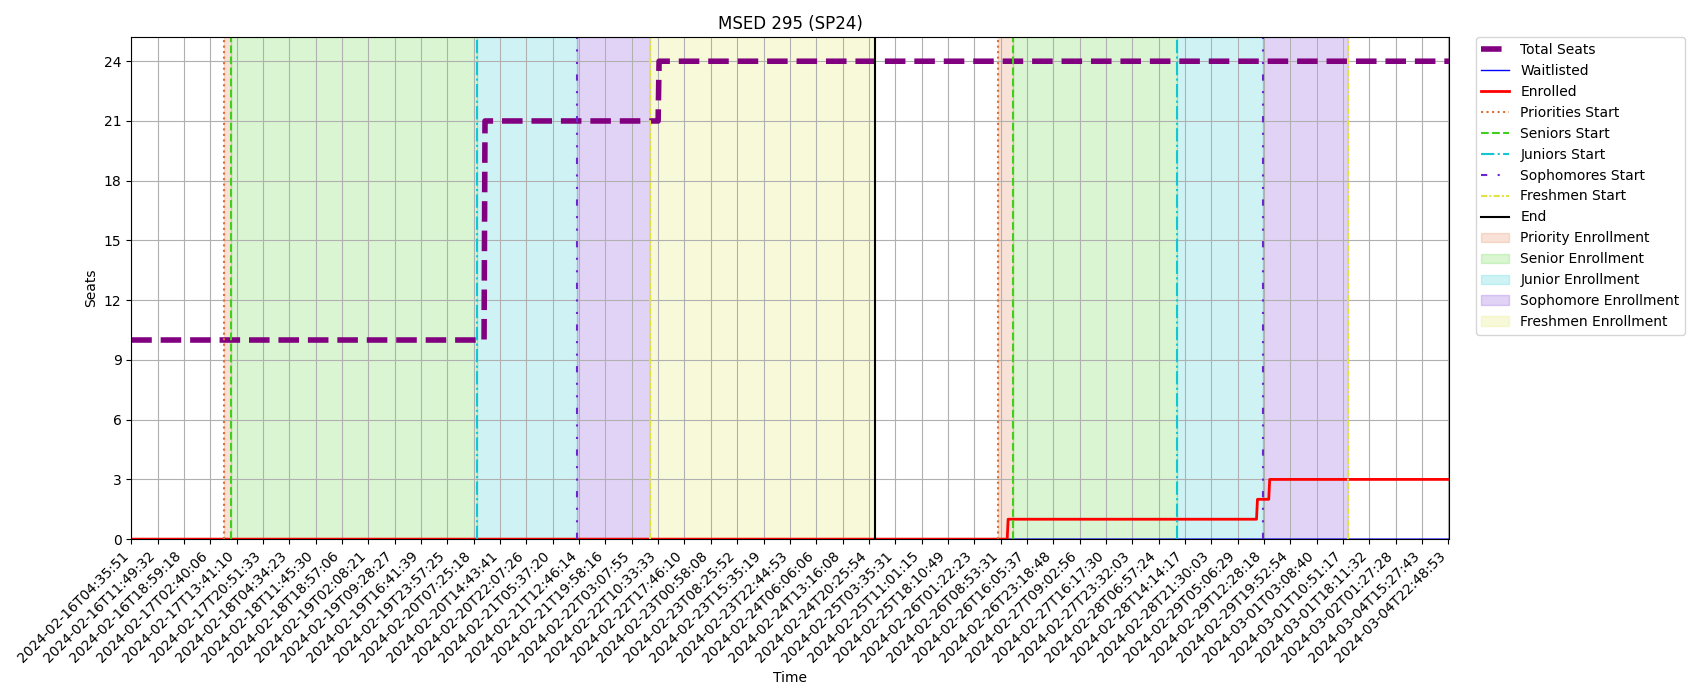 MSED 295 (SP24)
Seats
24
21
18
15
12
9
6
3
0
2024-02-16T04:35:51
2024-02-16T11:49:32
2024-02-16T18:59:18
2024-02-17T02:40:06
2024-02-17T13:41:10
2024-02-17T20:51:33
2024-02-18T04:34:23
2024-02-18T11:45:30
2024-02-18T18:57:06
2024-02-19T02:08:21
2024-02-19T09:28:27
2024-02-19T16:41:39
2024-02-19T23:57:25
2024-02-20T07:25:18
2024-02-20T14:43:41
2024-02-20T22:07:26
2024-02-21T05:37:20
2024-02-21T12:46:14
2024-02-21T19:58:16
2024-02-22T03:07:55
2024-02-22T10:33:33
2024-02-22T17:46:10
2024-02-23T00:58:08
2024-02-23T08:25:52
2024-02-23T15:35:19
2024-02-23T22:44:53
2024-02-24T06:06:06
2024-02-24T13:16:08
2024-02-24T20:25:54
2024-02-25T03:35:31
2024-02-25T11:01:15
2024-02-25T18:10:49
2024-02-26T01:22:23
2024-02-26T08:53:31
2024-02-26T16:05:37
2024-02-26T23:18:48
2024-02-27T09:02:56
2024-02-27T16:17:30
2024-02-27T23:32:03
2024-02-28T06:57:24
2024-02-28T14:14:17
2024-02-28T21:30:03
2024-02-29T05:06:29
2024-02-29T12:28:18
2024-02-29T19:52:54
2024-03-01T03:08:40
2024-03-01T10:51:17
2024-03-01T18:11:32
2024-03-02T01:27:28
2024-03-04T15:27:43
2024-03-04T22:48:53
Time
Total Seats
Waitlisted
Enrolled
Priorities Start
Seniors Start
Juniors Start
Sophomores Start
Freshmen Start
End
Priority Enrollment
Senior Enrollment
Junior Enrollment
Sophomore Enrollment
Freshmen Enrollment